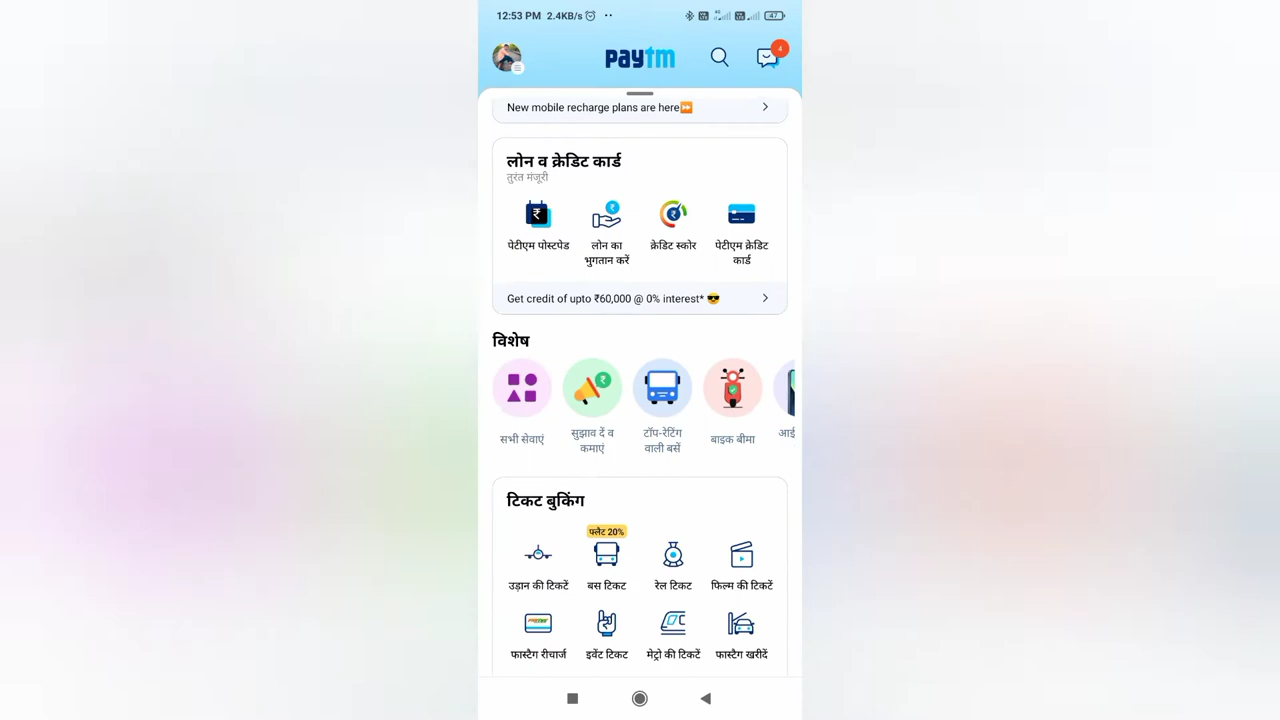 12:53 PM 2.4KB/s
47
paytm
4
New mobile recharge plans are here
लोन व क्रेडिट कार्ड
तुरंत मंजूरी
पेटीएम पोस्टपेड
लोन का भुगतान करें
क्रेडिट स्कोर
पेटीएम क्रेडिट कार्ड
Get credit of upto ₹60,000 @ 0% interest* 😎
विशेष
सभी सेवाएं
सुझाव दें व कमाएं
टॉप-रेटिंग वाली बसें
बाइक बीमा
आई
टिकट बुकिंग
फ्लैट 20%
उड़ान की टिकटें
बस टिकट
रेल टिकट
फिल्म की टिकटें
फास्टैग रीचार्ज
इवेंट टिकट
मेट्रो की टिकटें
फास्टैग खरीदें